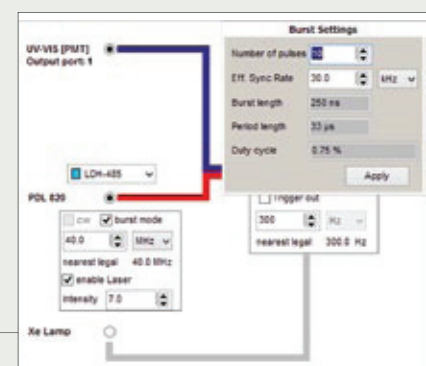 Burst Settings
UV-VIS [PMT]
Output port: 1
Number of pulses 10
Eff. Sync Rate 30.0 kHz
Burst length 250 ns
Period length 33 µs
Duty cycle 0.75 %
Apply
LDH-485
PDL 820
cw burst mode
40.0 MHz
nearest legal 40.0 MHz
enable Laser
intensity 7.0
Trigger out
300 Hz
nearest legal 300.0 Hz
Xe Lamp